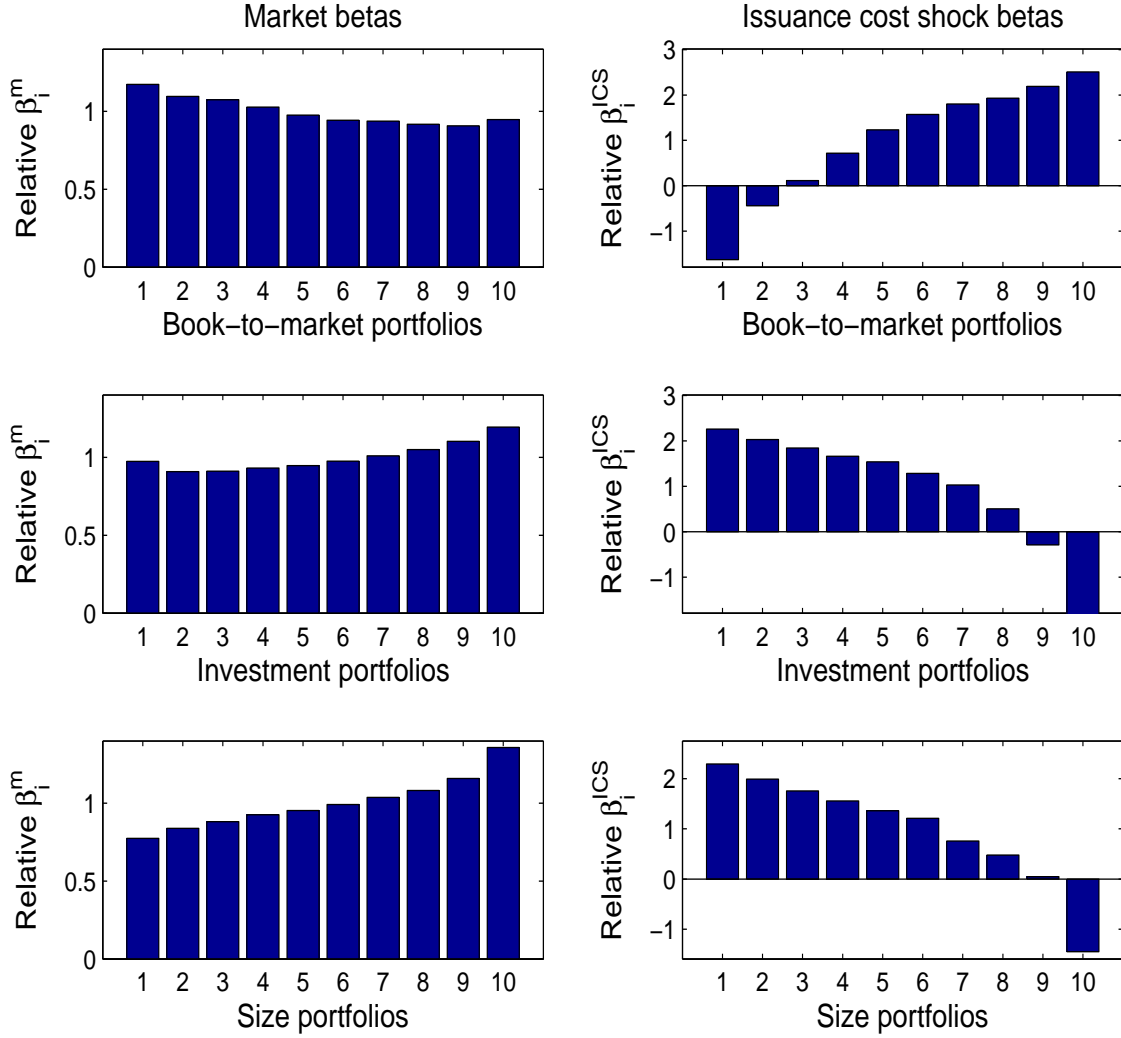 Market betas
Relative β_i^m
1
0.5
0
1 2 3 4 5 6 7 8 9 10
Book−to−market portfolios
Issuance cost shock betas
Relative β_i^ICS
3
2
1
0
−1
1 2 3 4 5 6 7 8 9 10
Book−to−market portfolios
Relative β_i^m
1
0.5
0
1 2 3 4 5 6 7 8 9 10
Investment portfolios
Relative β_i^ICS
3
2
1
0
−1
1 2 3 4 5 6 7 8 9 10
Investment portfolios
Relative β_i^m
1
0.5
0
1 2 3 4 5 6 7 8 9 10
Size portfolios
Relative β_i^ICS
2
1
0
−1
1 2 3 4 5 6 7 8 9 10
Size portfolios